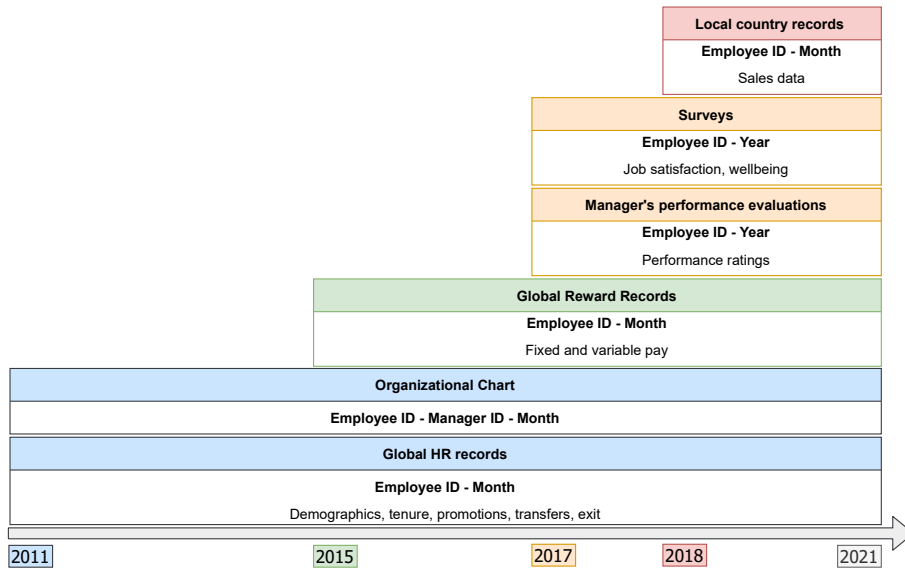 Local country records
Employee ID - Month
Sales data
Surveys
Employee ID - Year
Job satisfaction, wellbeing
Manager's performance evaluations
Employee ID - Year
Performance ratings
Global Reward Records
Employee ID - Month
Fixed and variable pay
Organizational Chart
Employee ID - Manager ID - Month
Global HR records
Employee ID - Month
Demographics, tenure, promotions, transfers, exit
2011 2015 2017 2018 2021